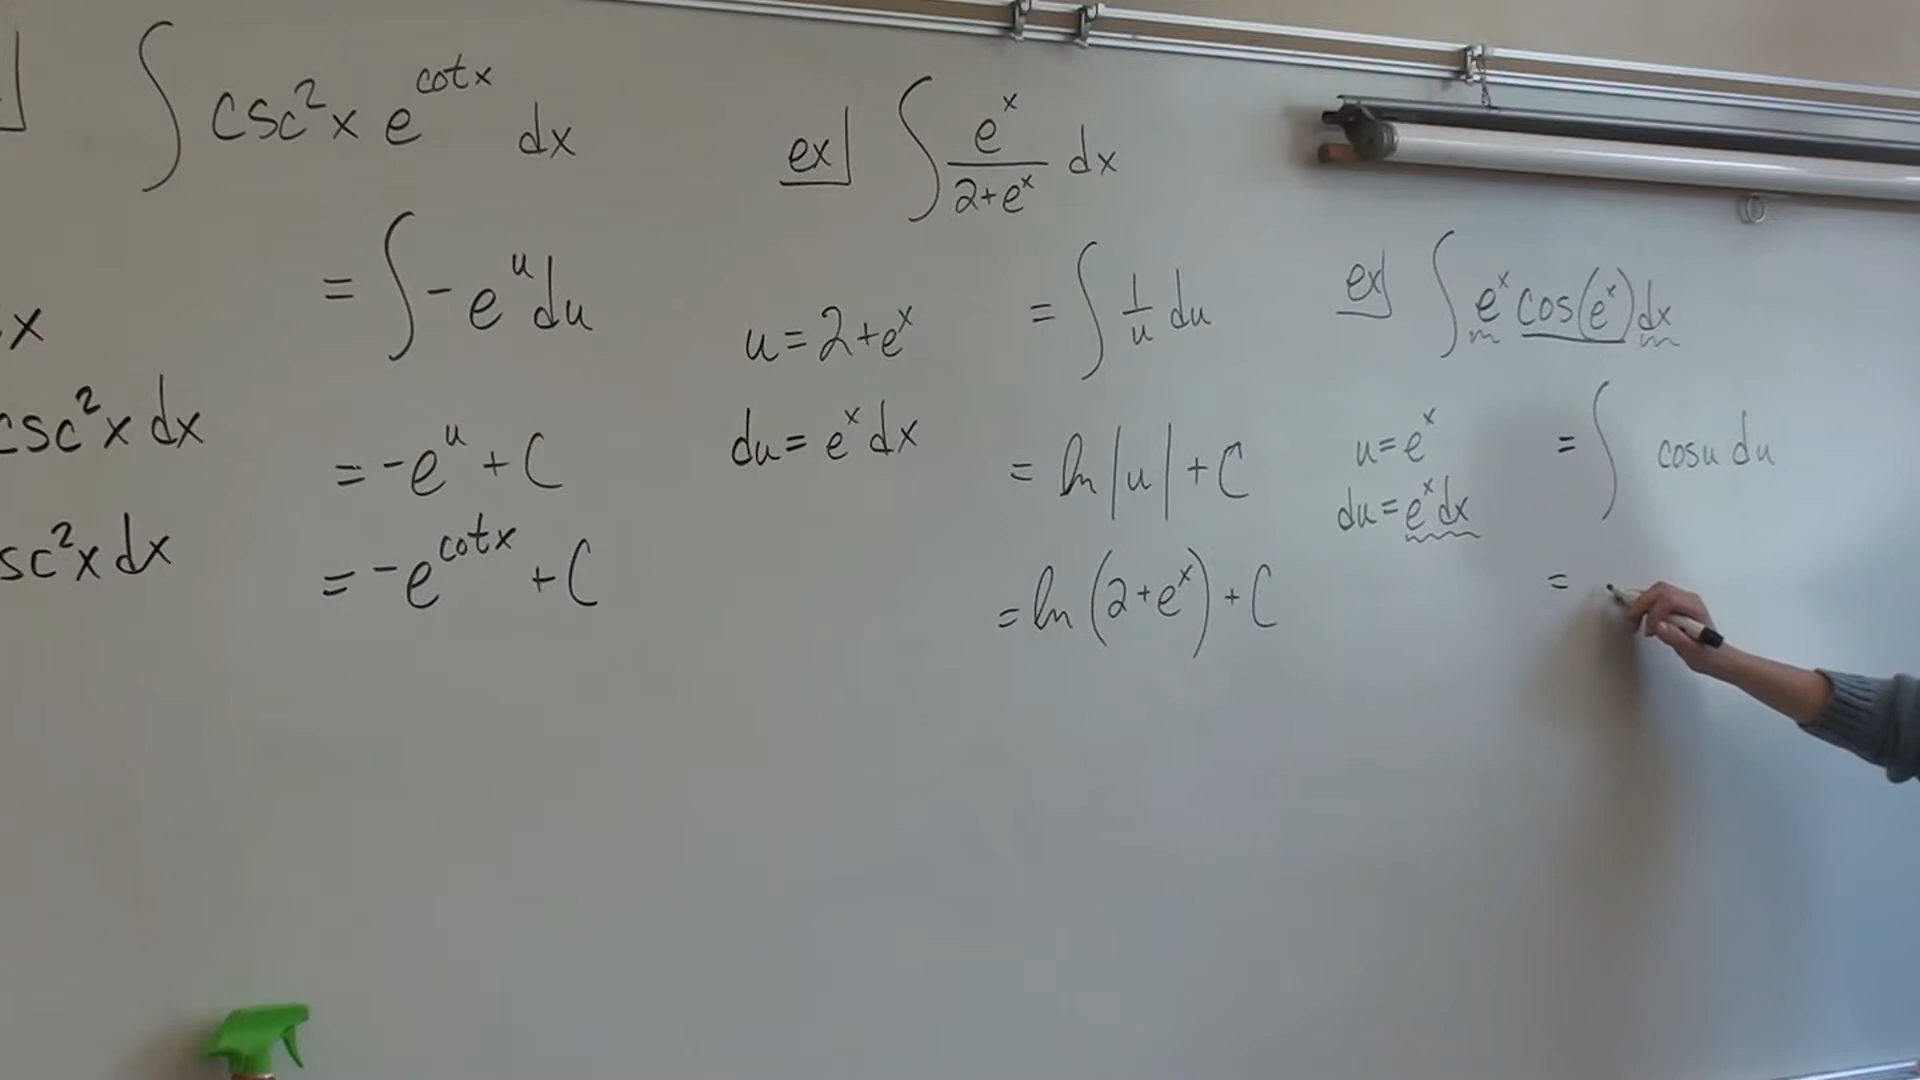 ∫ csc²x e^(cotx) dx
= ∫ -e^u du
x
csc²x dx
= -e^u + C
sc²x dx
= -e^(cotx) + C
ex ∫ e^x/(2+e^x) dx
u = 2+e^x
= ∫ 1/u du
du = e^x dx
= ln|u| + C
= ln(2+e^x) + C
ex ∫ e^x cos(e^x) dx
u = e^x
= ∫ cosu du
du = e^x dx
=